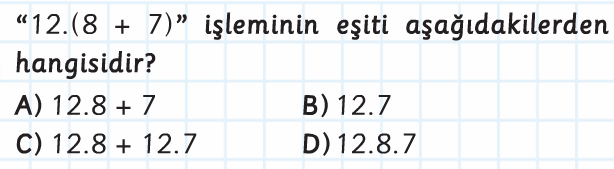 “12.(8 + 7)” işleminin eşiti aşağıdakilerden
hangisidir?
A) 12.8 + 7 B) 12.7
C) 12.8 + 12.7 D) 12.8.7